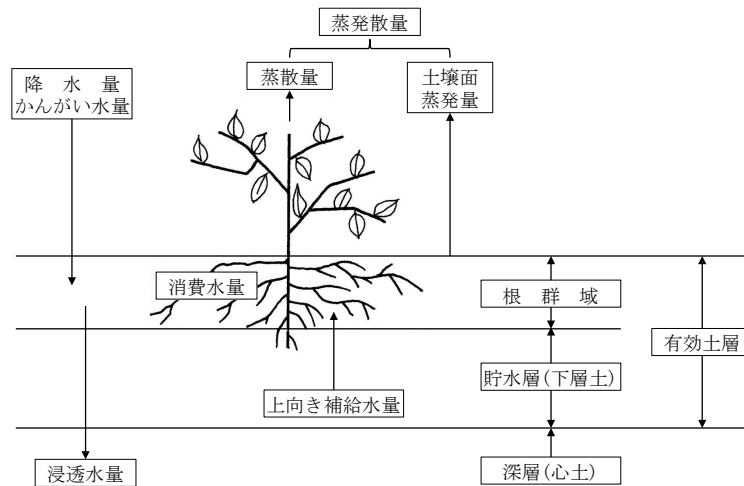 蒸発散量
蒸散量
土壌面
蒸発量
降 水 量
かんがい水量
消費水量
根 群 域
有効土層
貯水層(下層土)
上向き補給水量
浸透水量
深層(心土)